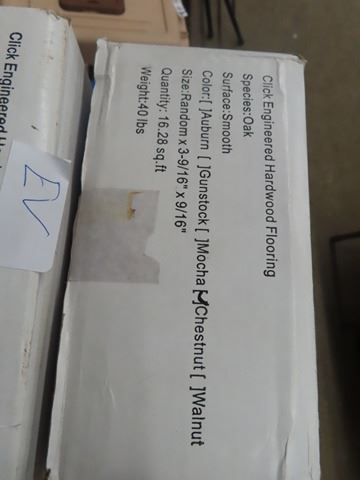 Click Engineered Hardwood Flooring
Species:Oak
Surface:Smooth
Color:[ ]Auburn [ ]Gunstock [ ]Mocha [✓]Chestnut [ ]Walnut
Size:Random x 3-9/16" x 9/16"
Quantity: 16.28 sq.ft
Weight:40 lbs
Click Engineered Ha
EV